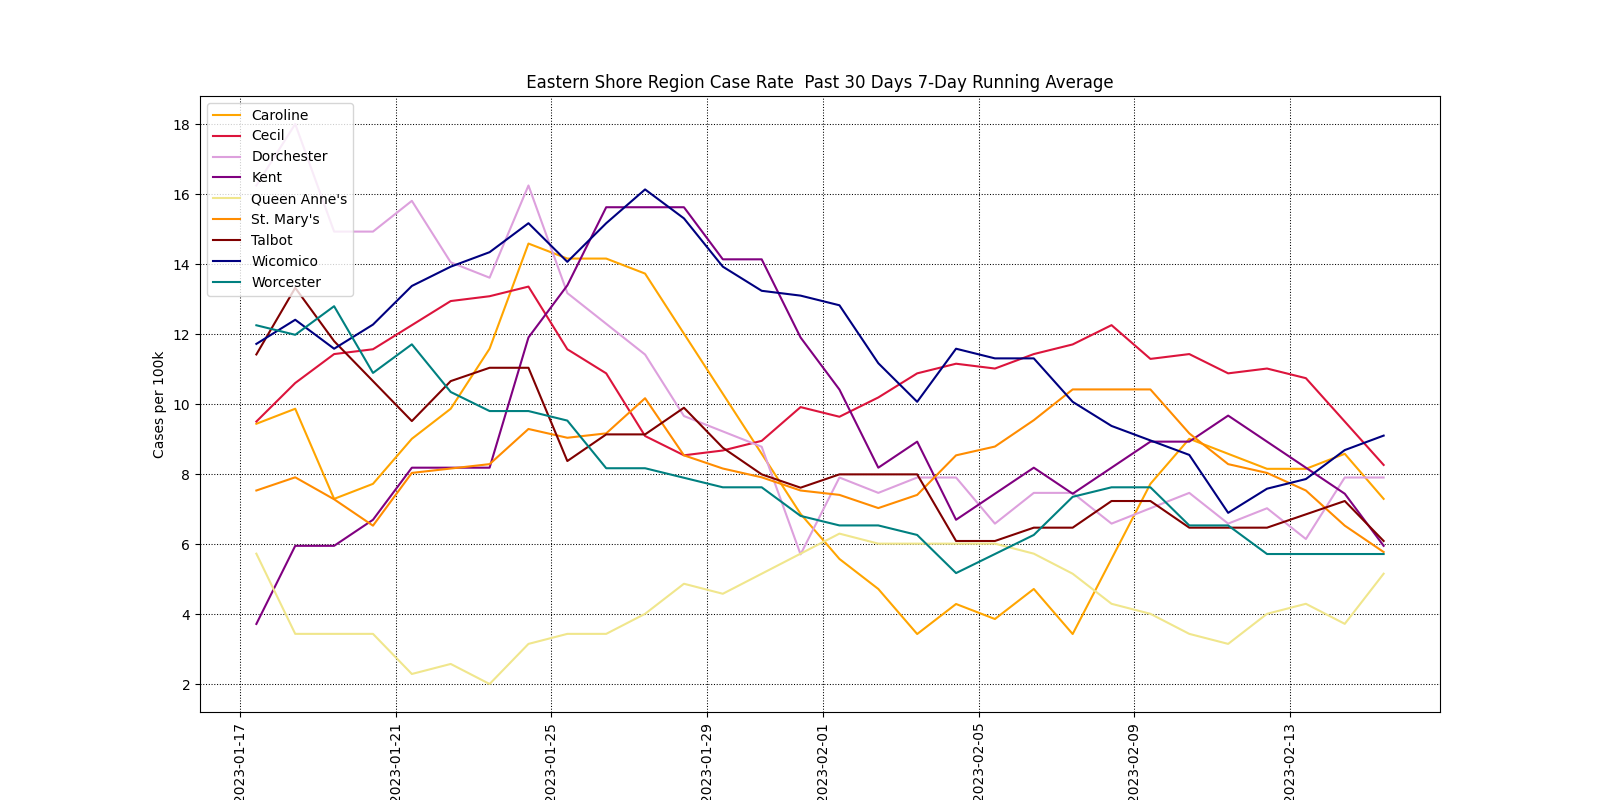 Eastern Shore Region Case Rate  Past 30 Days 7-Day Running Average
Caroline
Cecil
Dorchester
Kent
Queen Anne's
St. Mary's
Talbot
Wicomico
Worcester
Cases per 100k
18
16
14
12
10
8
6
4
2
2023-01-17
2023-01-21
2023-01-25
2023-01-29
2023-02-01
2023-02-05
2023-02-09
2023-02-13